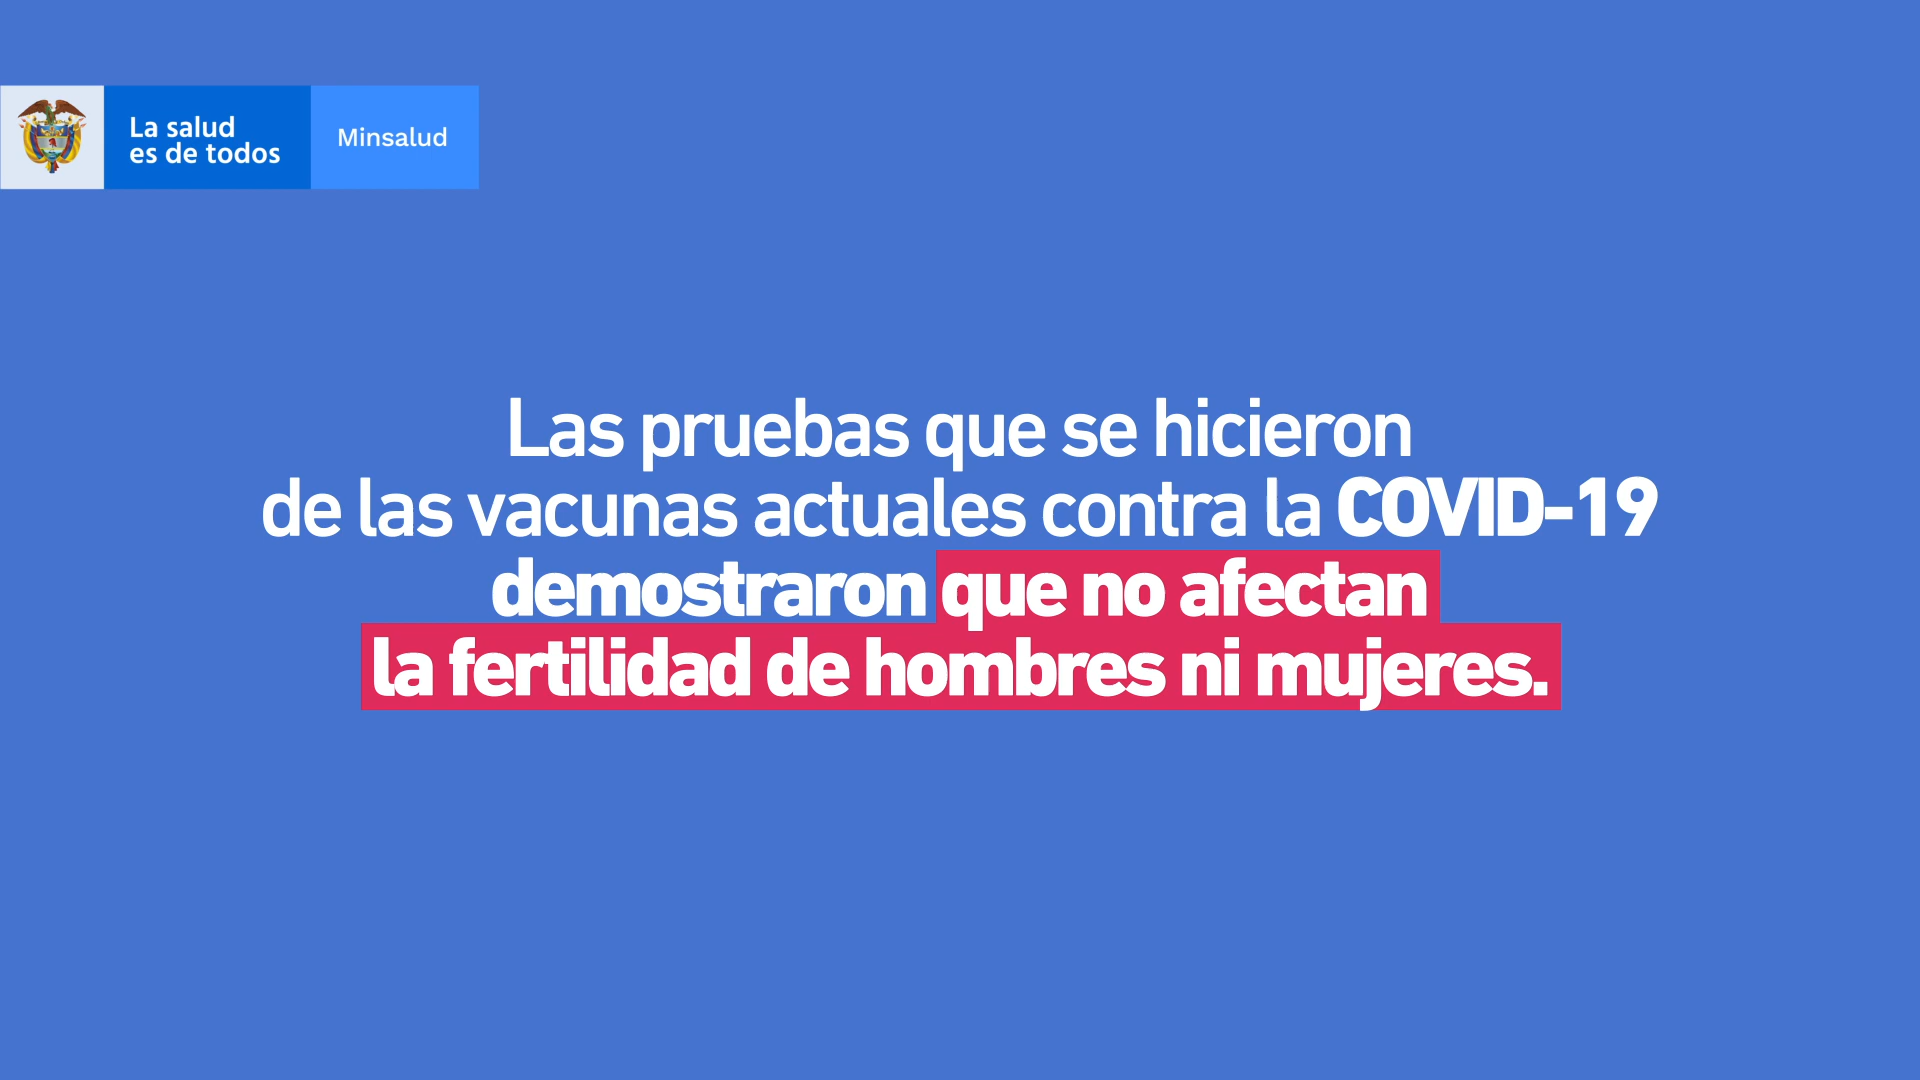 La salud
es de todos
Minsalud
Las pruebas que se hicieron
de las vacunas actuales contra la COVID-19
demostraron que no afectan
la fertilidad de hombres ni mujeres.